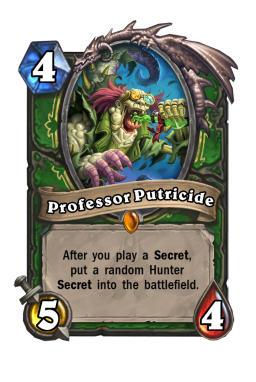 4
Professor Putricide
After you play a Secret,
put a random Hunter
Secret into the battlefield.
5
4